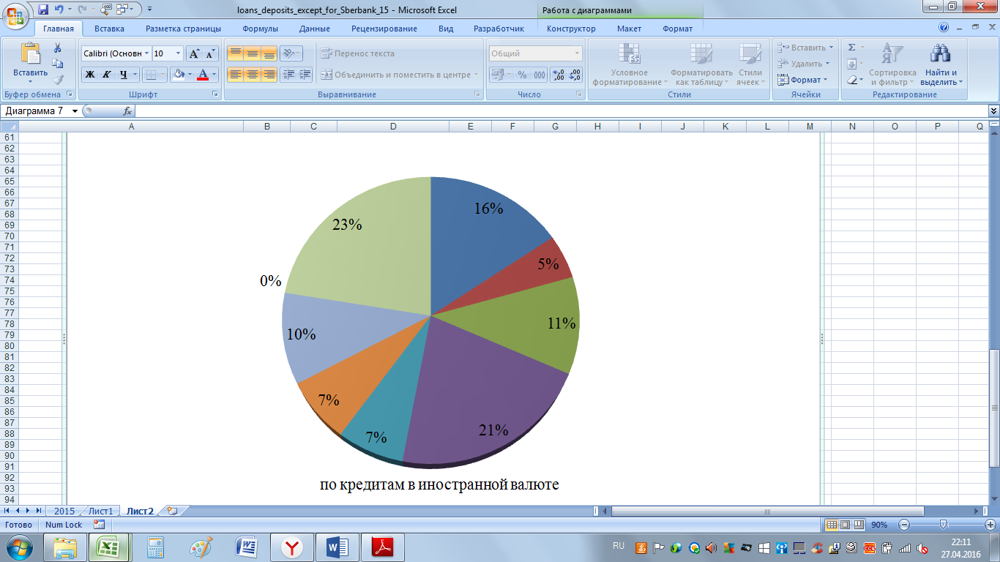 loans_deposits_except_for_Sberbank_15 - Microsoft Excel
Работа с диаграммами
Главная Вставка Разметка страницы Формулы Данные Рецензирование Вид Разработчик Конструктор Макет Формат
Вставить
Буфер обмена
Calibri (Основн 10
Ж К Ч
Шрифт
Перенос текста
Объединить и поместить в центре
Выравнивание
Общий
% 000
Число
Условное форматирование
Форматировать как таблицу
Стили ячеек
Стили
Вставить
Удалить
Формат
Ячейки
Σ
Сортировка и фильтр
Найти и выделить
Редактирование
Диаграмма 7 fx
A B C D E F G H I J K L M N O P Q
61
62
63
64
65
66
67
68
69
70
71
72
73
74
75
76
77
78
79
80
81
82
83
84
85
86
87
88
89
90
91
92
93
94
16%
23%
5%
0%
11%
10%
7%
21%
7%
по кредитам в иностранной валюте
2015 Лист1 Лист2
Готово Num Lock 90%
RU 22:11
27.04.2016